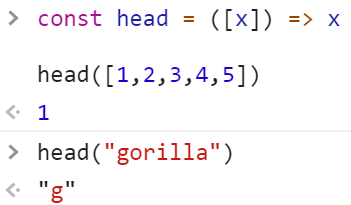 > const head = ([x]) => x
head([1,2,3,4,5])
<· 1
> head("gorilla")
<· "g"